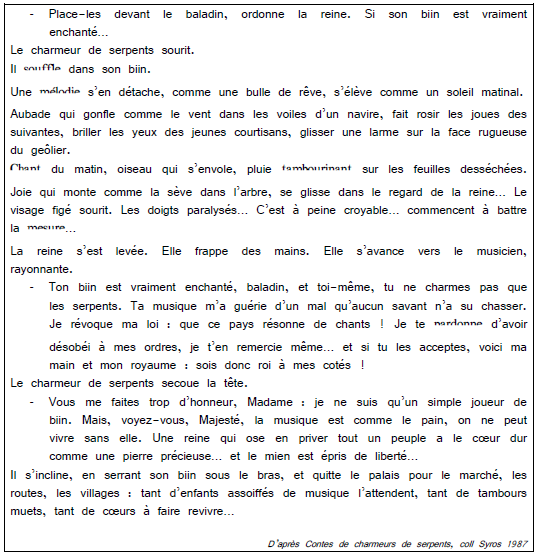 - Place-les devant le baladin, ordonne la reine. Si son biin est vraiment
enchanté…
Le charmeur de serpents sourit.
Il souffle dans son biin.
Une mélodie s'en détache, comme une bulle de rêve, s'élève comme un soleil matinal.
Aubade qui gonfle comme le vent dans les voiles d'un navire, fait rosir les joues des
suivantes, briller les yeux des jeunes courtisans, glisser une larme sur la face rugueuse
du geôlier.
Chant du matin, oiseau qui s'envole, pluie tambourinant sur les feuilles desséchées.
Joie qui monte comme la sève dans l'arbre, se glisse dans le regard de la reine… Le
visage figé sourit. Les doigts paralysés… C'est à peine croyable… commencent à battre
la mesure…
La reine s'est levée. Elle frappe des mains. Elle s'avance vers le musicien,
rayonnante.
- Ton biin est vraiment enchanté, baladin, et toi-même, tu ne charmes pas que
les serpents. Ta musique m'a guérie d'un mal qu'aucun savant n'a su chasser.
Je révoque ma loi : que ce pays résonne de chants ! Je te pardonne d'avoir
désobéi à mes ordres, je t'en remercie même… et si tu les acceptes, voici ma
main et mon royaume : sois donc roi à mes cotés !
Le charmeur de serpents secoue la tête.
- Vous me faites trop d'honneur, Madame : je ne suis qu'un simple joueur de
biin. Mais, voyez-vous, Majesté, la musique est comme le pain, on ne peut
vivre sans elle. Une reine qui ose en priver tout un peuple a le cœur dur
comme une pierre précieuse… et le mien est épris de liberté…
Il s'incline, en serrant son biin sous le bras, et quitte le palais pour le marché, les
routes, les villages : tant d'enfants assoiffés de musique l'attendent, tant de tambours
muets, tant de cœurs à faire revivre…
D'après Contes de charmeurs de serpents, coll Syros 1987